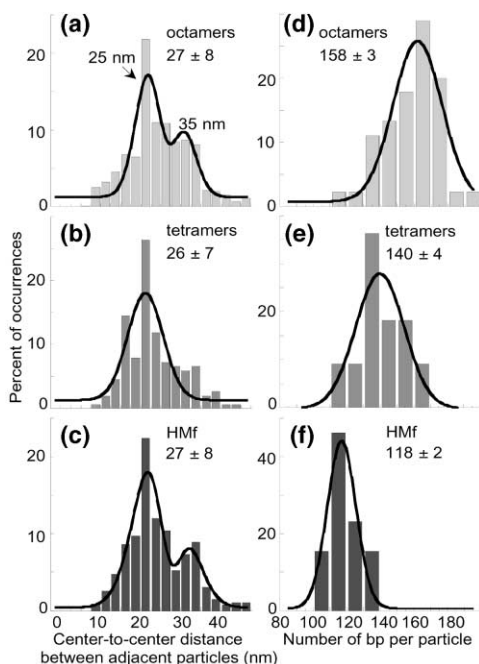 (a)
octamers
27 ± 8
25 nm
35 nm
20
10
0
(b)
tetramers
26 ± 7
20
10
0
(c)
HMf
27 ± 8
20
10
0
0 10 20 30 40
Center-to-center distance
between adjacent particles (nm)
Percent of occurrences
(d)
octamers
158 ± 3
20
10
0
(e)
tetramers
140 ± 4
20
0
(f)
HMf
118 ± 2
40
20
0
80 120 160
Number of bp per particle